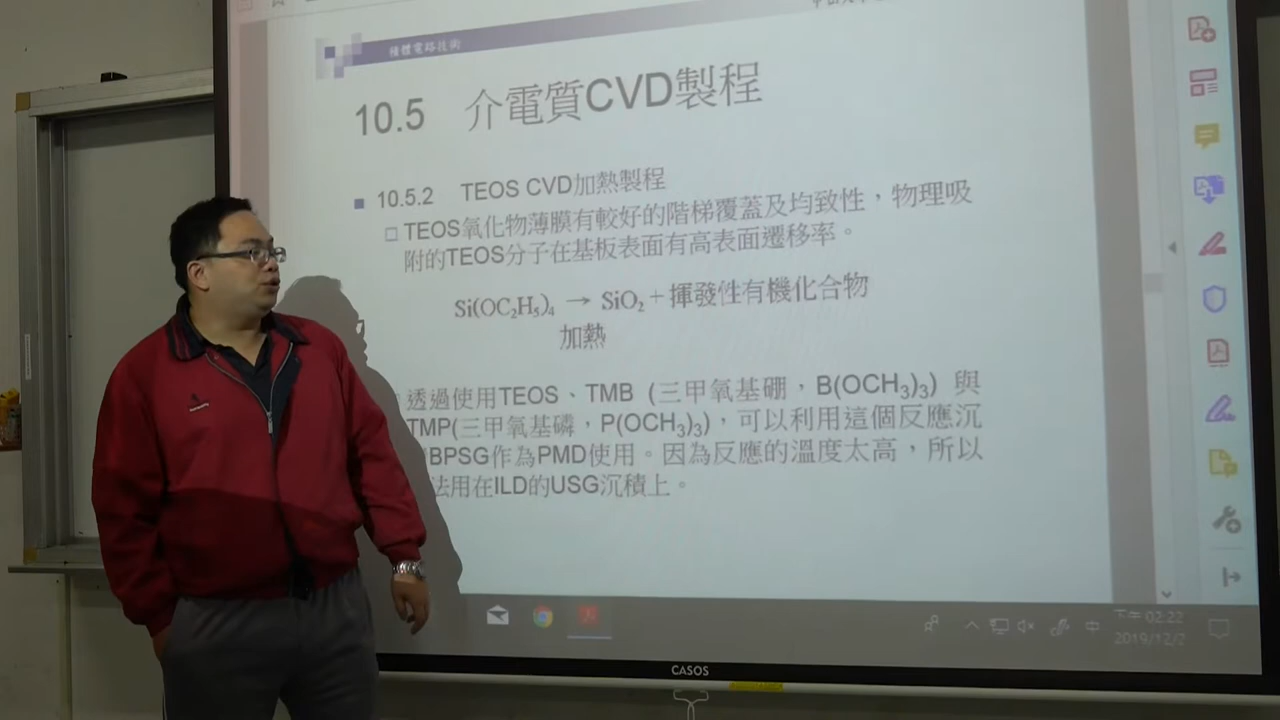 積體電路技術
10.5 介電質CVD製程
10.5.2 TEOS CVD加熱製程
TEOS氧化物薄膜有較好的階梯覆蓋及均致性，物理吸
附的TEOS分子在基板表面有高表面遷移率。
Si(OC₂H₅)₄ → SiO₂ + 揮發性有機化合物
加熱
透過使用TEOS、TMB (三甲氧基硼，B(OCH₃)₃) 與
TMP(三甲氧基磷，P(OCH₃)₃)，可以利用這個反應沉
BPSG作為PMD使用。因為反應的溫度太高，所以
法用在ILD的USG沉積上。
中
下午 02:22
2019/12/2
CASOS